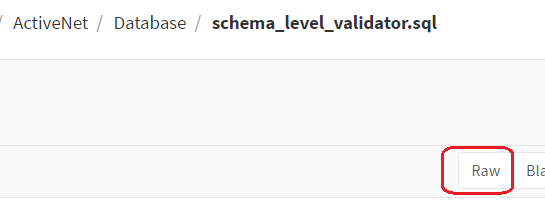 / ActiveNet / Database / schema_level_validator.sql
Raw